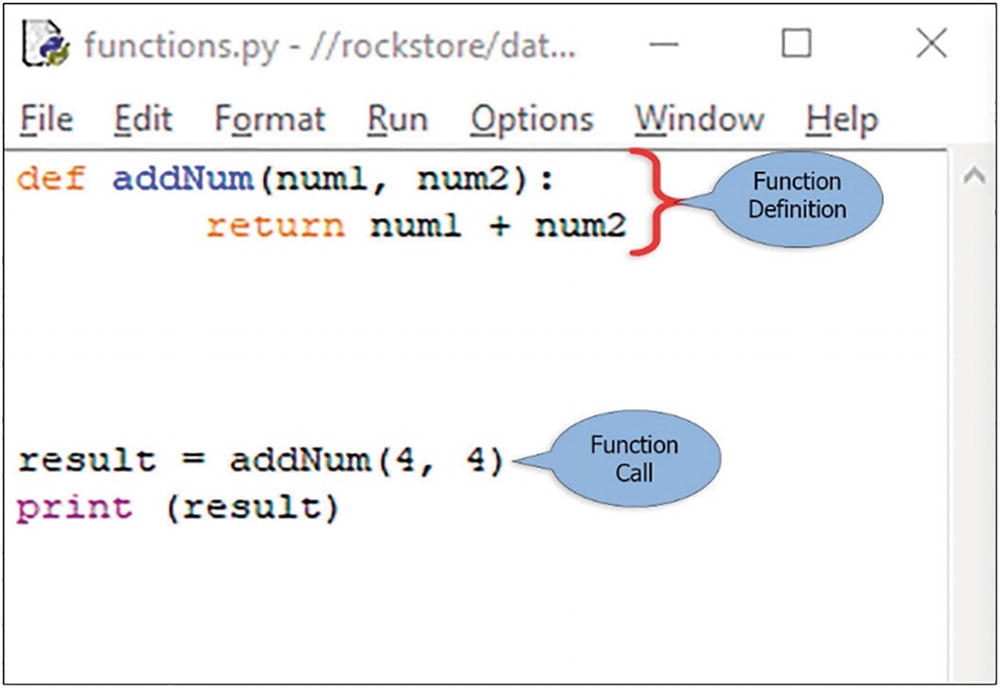 functions.py - //rockstore/dat...
File Edit Format Run Options Window Help
def addNum(num1, num2):
return num1 + num2
Function
Definition
result = addNum(4, 4)
Function
Call
print (result)